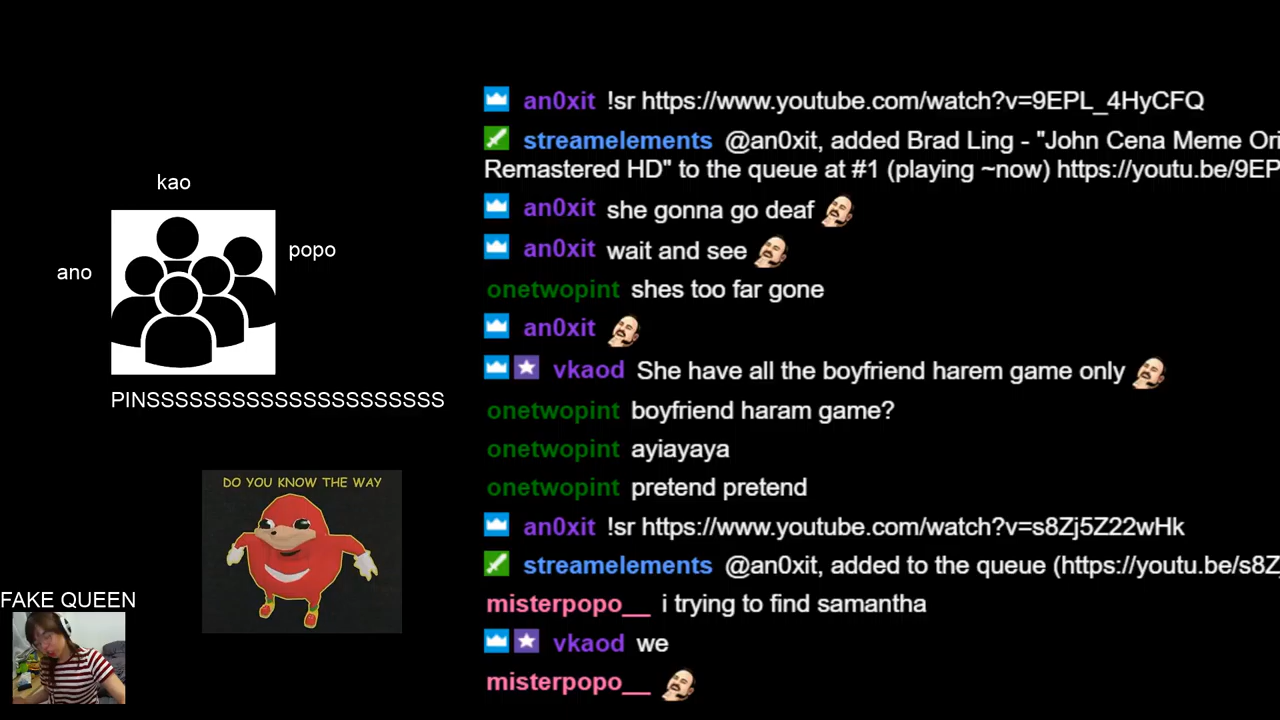 an0xit !sr https://www.youtube.com/watch?v=9EPL_4HyCFQ
streamelements @an0xit, added Brad Ling - "John Cena Meme Ori
Remastered HD" to the queue at #1 (playing ~now) https://youtu.be/9EP
kao
an0xit she gonna go deaf
an0xit wait and see
popo
ano
onetwopint shes too far gone
an0xit
vkaod She have all the boyfriend harem game only
PINSSSSSSSSSSSSSSSSSSSSS
onetwopint boyfriend haram game?
onetwopint ayiayaya
DO YOU KNOW THE WAY
onetwopint pretend pretend
an0xit !sr https://www.youtube.com/watch?v=s8Zj5Z22wHk
streamelements @an0xit, added to the queue (https://youtu.be/s8Z
FAKE QUEEN
misterpopo__ i trying to find samantha
vkaod we
misterpopo__